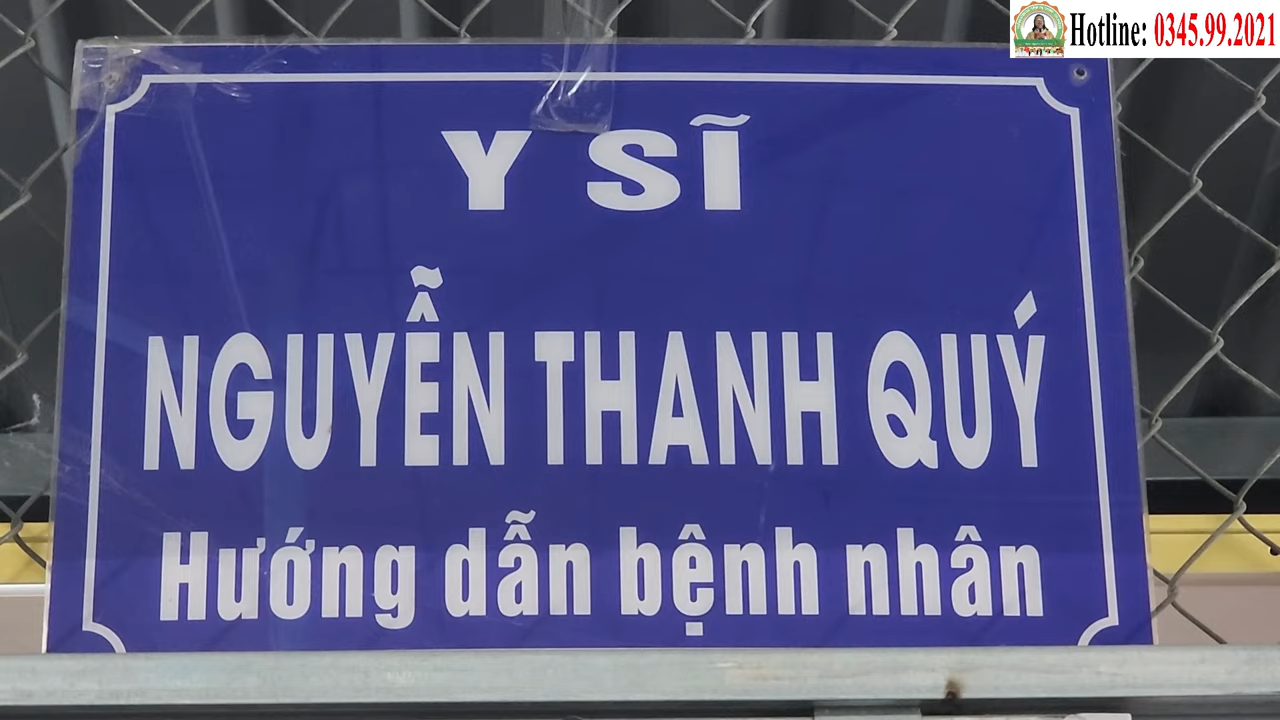 Hotline: 0345.99.2021
Y SĨ
NGUYỄN THANH QUÝ
Hướng dẫn bệnh nhân